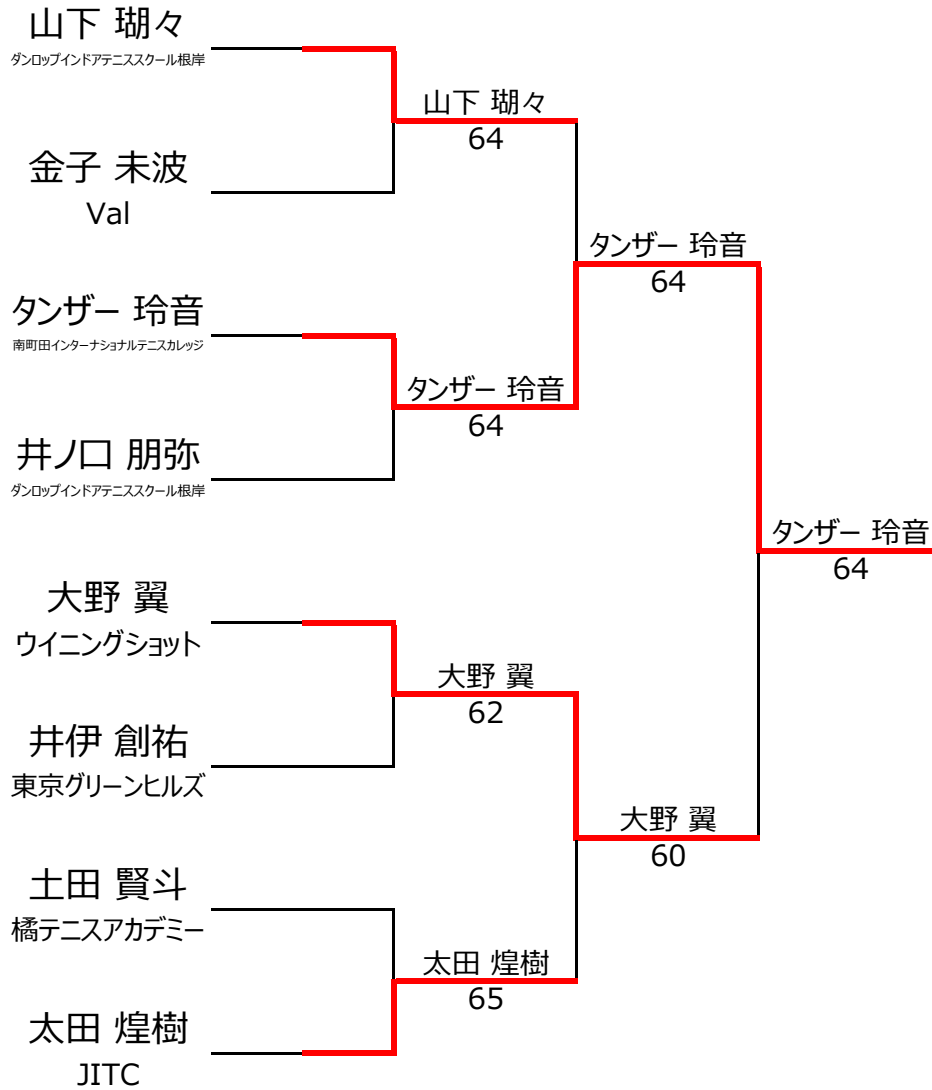 山下 瑚々
ダンロップインドアテニススクール根岸
金子 未波
Val
タンザー 玲音
南町田インターナショナルテニスカレッジ
井ノ口 朋弥
ダンロップインドアテニススクール根岸
大野 翼
ウイニングショット
井伊 創祐
東京グリーンヒルズ
土田 賢斗
橘テニスアカデミー
太田 煌樹
JITC
山下 瑚々
64
タンザー 玲音
64
大野 翼
62
太田 煌樹
65
タンザー 玲音
64
大野 翼
60
タンザー 玲音
64